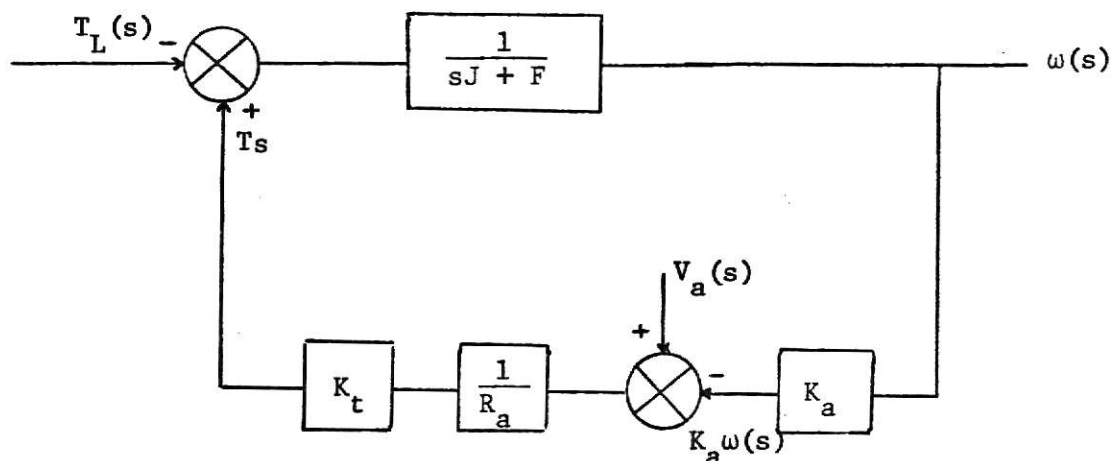 T_L(s) -
1
sJ + F
ω(s)
+
Ts
V_a(s)
+
-
K_t
1
R_a
K_a
K_aω(s)